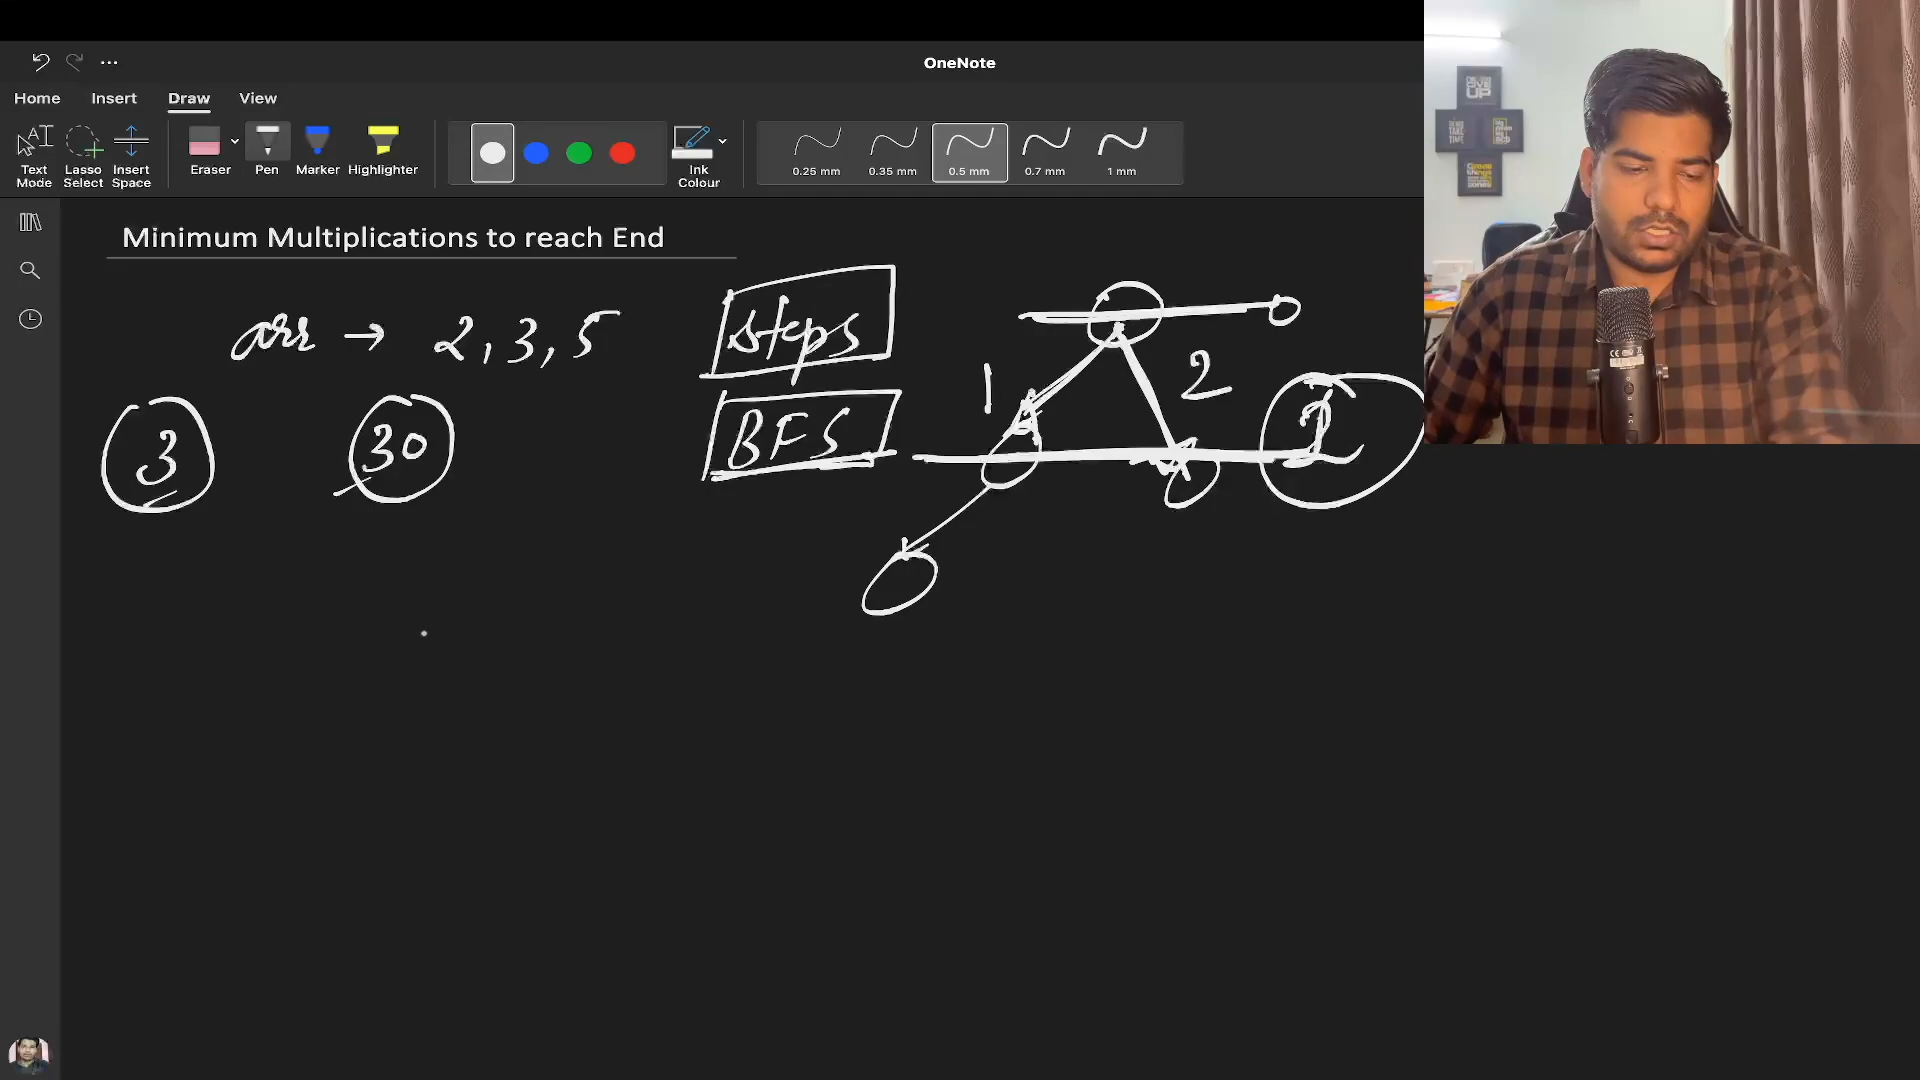 OneNote
Home Insert Draw View
Text Mode
Lasso Select
Insert Space
Eraser
Pen
Marker
Highlighter
Ink Colour
0.25 mm
0.35 mm
0.5 mm
0.7 mm
1 mm
Minimum Multiplications to reach End
arr → 2, 3, 5
steps
3
30
BFS
1
2